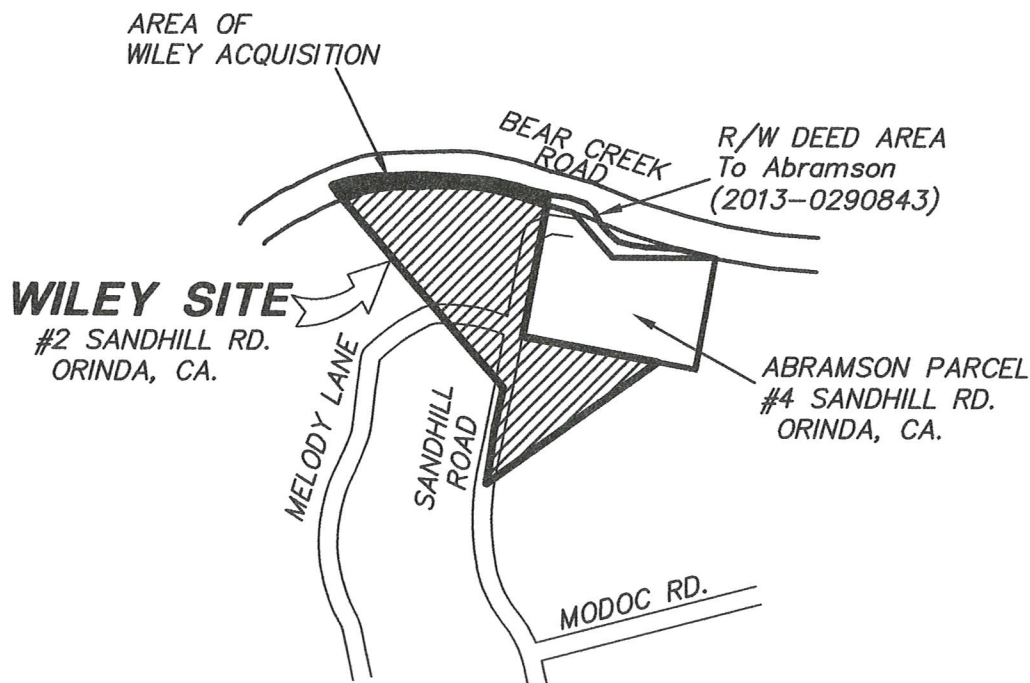 AREA OF
WILEY ACQUISITION
BEAR CREEK
ROAD
R/W DEED AREA
To Abramson
(2013-0290843)
WILEY SITE
#2 SANDHILL RD.
ORINDA, CA.
MELODY LANE
SANDHILL
ROAD
ABRAMSON PARCEL
#4 SANDHILL RD.
ORINDA, CA.
MODOC RD.